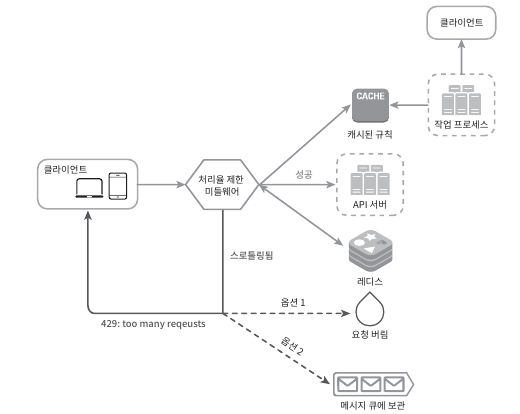 클라이언트
CACHE
캐시된 규칙
작업 프로세스
클라이언트
처리율 제한
미들웨어
성공
API 서버
스로틀링됨
레디스
옵션 1
429: too many reqeusts
요청 버림
옵션 2
메시지 큐에 보관